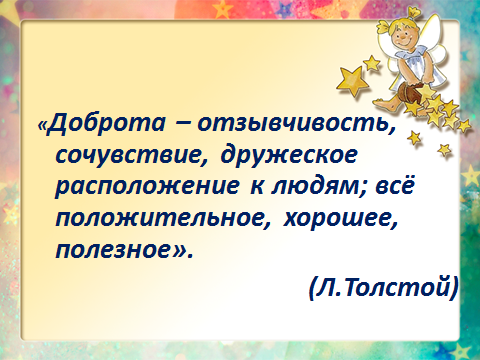 «Доброта – отзывчивость,
сочувствие, дружеское
расположение к людям; всё
положительное, хорошее,
полезное».
(Л.Толстой)